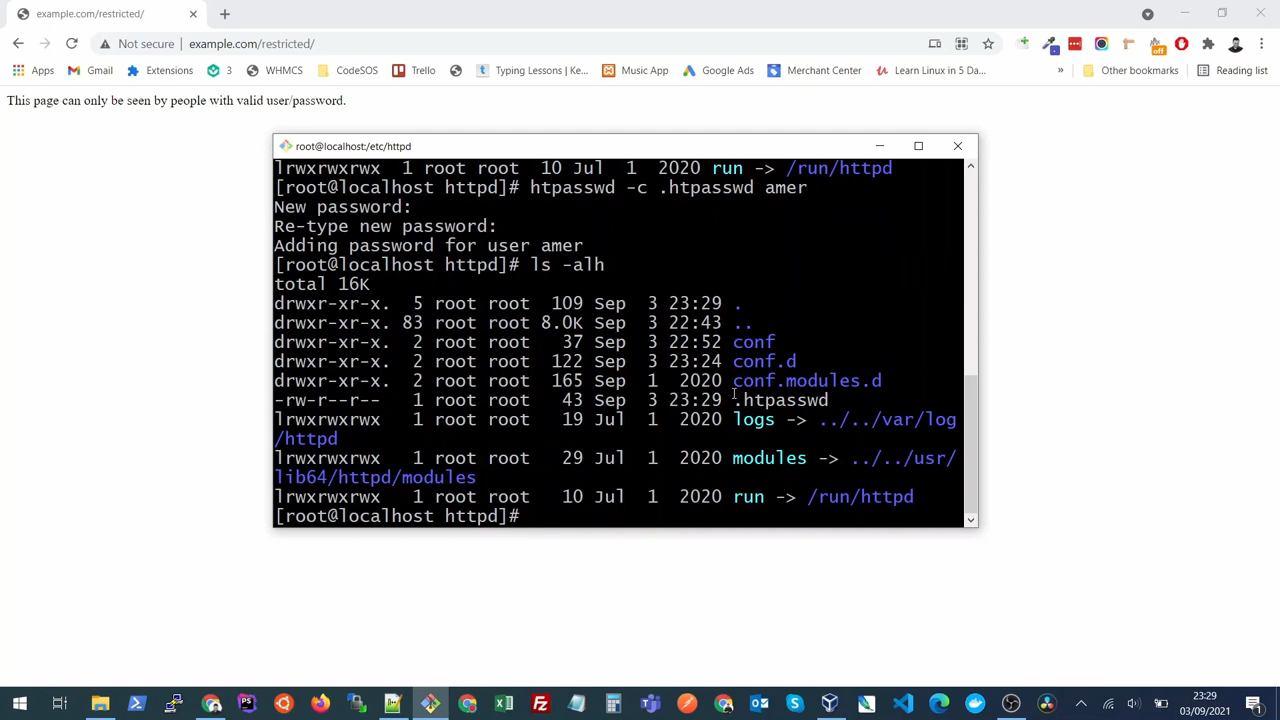 example.com/restricted/
Not secure
example.com/restricted/
off
Apps
Gmail
Extensions
3
WHMCS
CodeSOS
Trello
Typing Lessons | Ke...
Music App
Google Ads
Merchant Center
Learn Linux in 5 Da...
»
Other bookmarks
Reading list
This page can only be seen by people with valid user/password.
root@localhost:/etc/httpd
lrwxrwxrwx 1 root root 10 Jul 1 2020 run -> /run/httpd
[root@localhost httpd]# htpasswd -c .htpasswd amer
New password:
Re-type new password:
Adding password for user amer
[root@localhost httpd]# ls -alh
total 16K
drwxr-xr-x. 5 root root 109 Sep 3 23:29 .
drwxr-xr-x. 83 root root 8.0K Sep 3 22:43 ..
drwxr-xr-x. 2 root root 37 Sep 3 22:52 conf
drwxr-xr-x. 2 root root 122 Sep 3 23:24 conf.d
drwxr-xr-x. 2 root root 165 Sep 1 2020 conf.modules.d
-rw-r--r-- 1 root root 43 Sep 3 23:29 .htpasswd
lrwxrwxrwx 1 root root 19 Jul 1 2020 logs -> ../../var/log
/httpd
lrwxrwxrwx 1 root root 29 Jul 1 2020 modules -> ../../usr/
lib64/httpd/modules
lrwxrwxrwx 1 root root 10 Jul 1 2020 run -> /run/httpd
[root@localhost httpd]#
23:29
03/09/2021